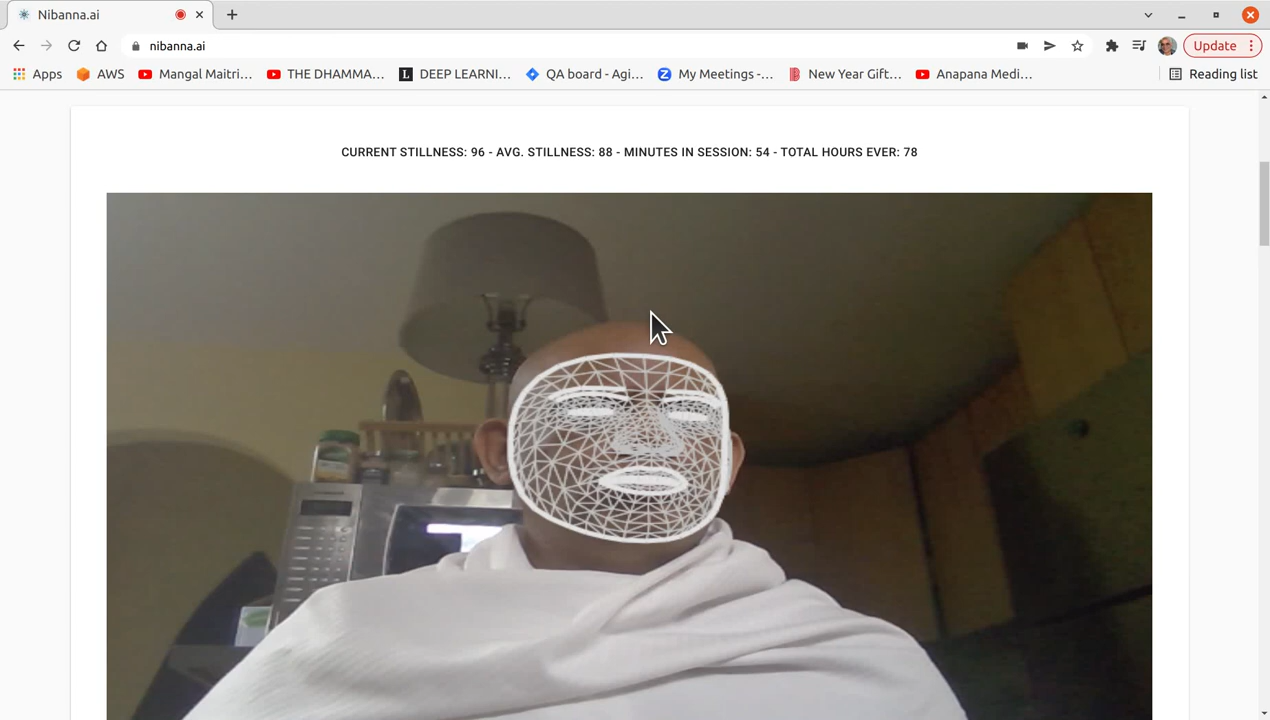 Nibanna.ai
nibanna.ai
Update
Apps AWS Mangal Maitri... THE DHAMMA... L DEEP LEARNI... QA board - Agi... Z My Meetings -... B New Year Gift... Anapana Medi... Reading list
CURRENT STILLNESS: 96 - AVG. STILLNESS: 88 - MINUTES IN SESSION: 54 - TOTAL HOURS EVER: 78